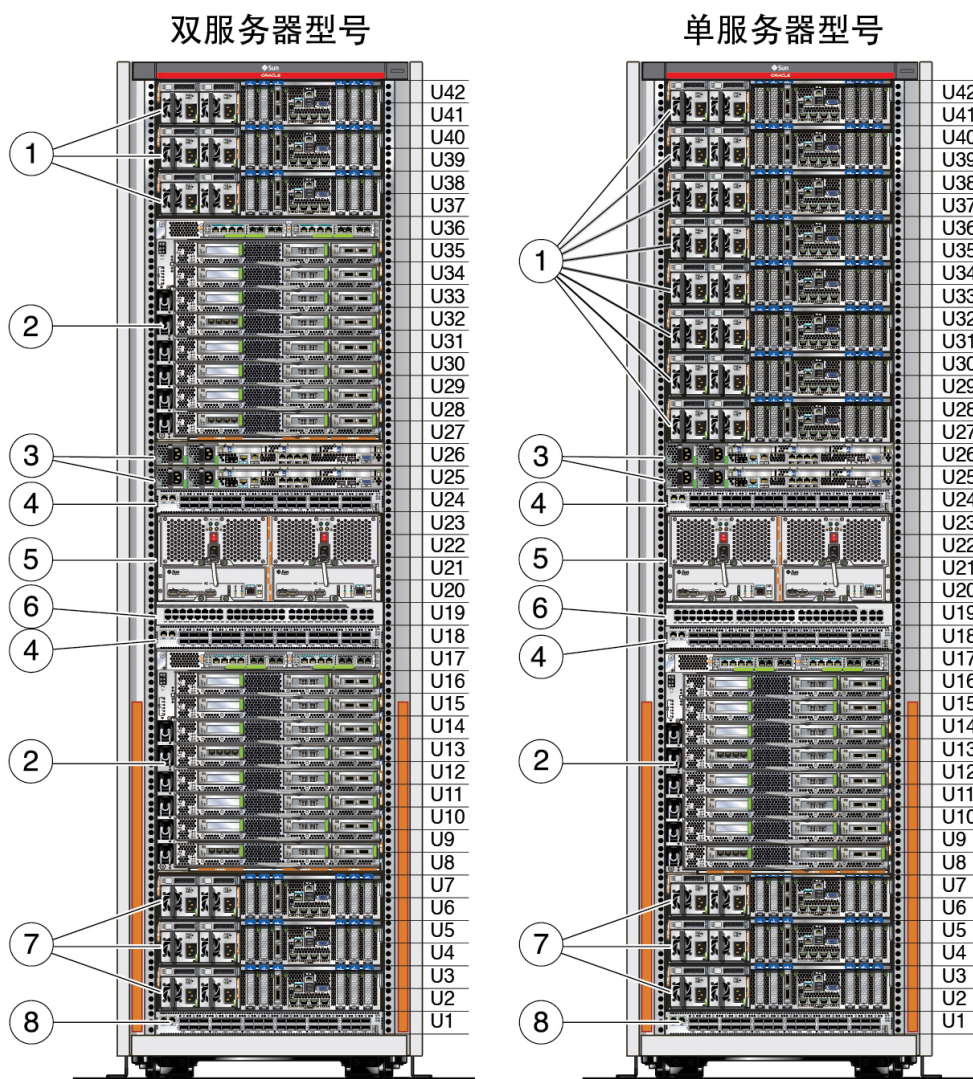 双服务器型号
Sun
ORACLE
1
2
3
4
5
6
4
2
7
8
U42
U41
U40
U39
U38
U37
U36
U35
U34
U33
U32
U31
U30
U29
U28
U27
U26
U25
U24
U23
U22
U21
U20
U19
U18
U17
U16
U15
U14
U13
U12
U11
U10
U9
U8
U7
U6
U5
U4
U3
U2
U1
单服务器型号
Sun
ORACLE
1
3
4
5
6
4
2
7
8
U42
U41
U40
U39
U38
U37
U36
U35
U34
U33
U32
U31
U30
U29
U28
U27
U26
U25
U24
U23
U22
U21
U20
U19
U18
U17
U16
U15
U14
U13
U12
U11
U10
U9
U8
U7
U6
U5
U4
U3
U2
U1